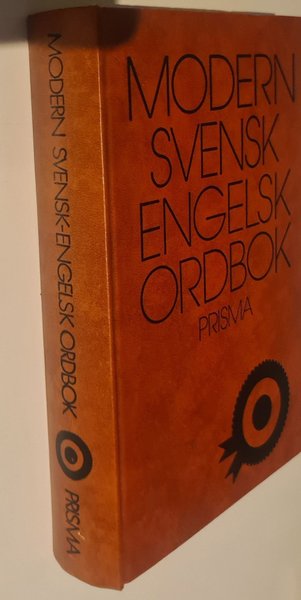 MODERN
SVENSK
ENGELSK
ORDBOK
PRISMA
MODERN SVENSK-ENGELSK ORDBOK
PRISMA